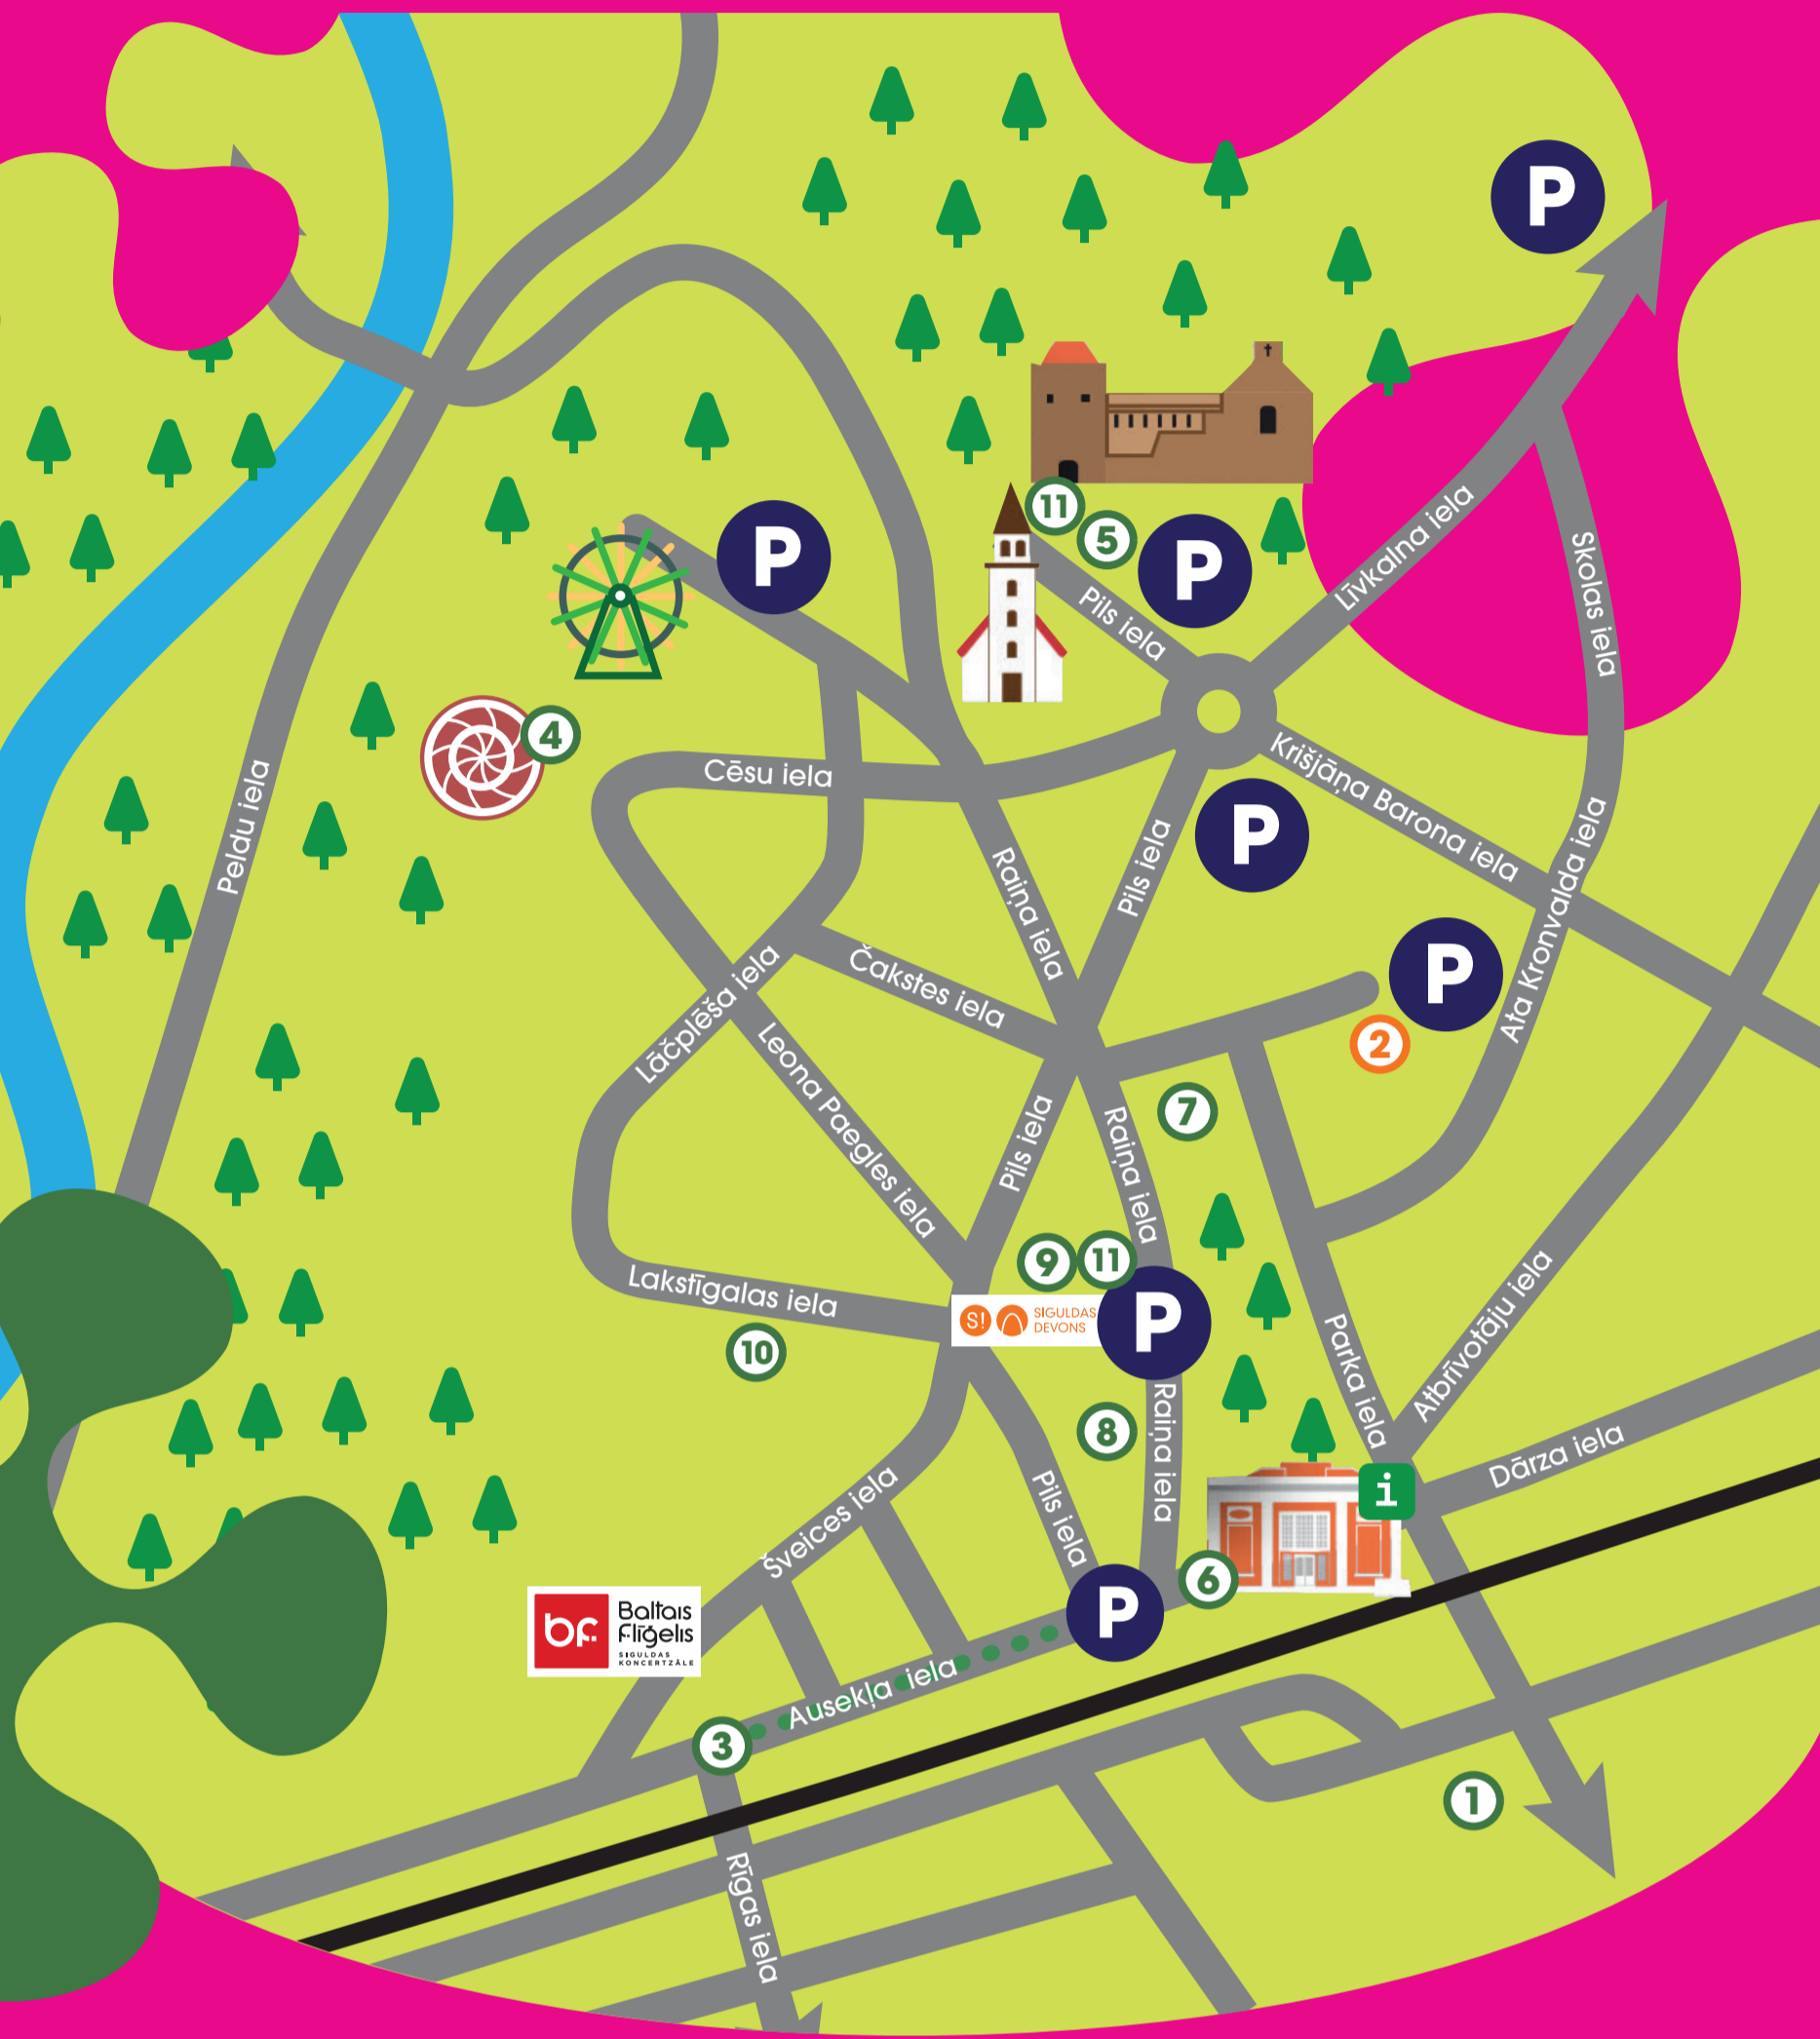 P
11
5
P
P
Pils iela
Līvkalna iela
Skolas iela
4
Cēsu iela
Peldu iela
Krišjāņa Barona iela
P
Raiņa iela
Pils iela
Ata Kronvalda iela
Čakstes iela
P
2
Lāčplēša iela
Leona Paegles iela
7
Pils iela
Raiņa iela
9
11
Lakstīgalas iela
S!
SIGULDAS
DEVONS
P
10
Parka iela
Atbrīvotāju iela
8
Raiņa iela
Dārza iela
Šveices iela
Pils iela
i
6
bf:
Baltais
Flīģelis
SIGULDAS
KONCERTZĀLE
P
Ausekļa iela
3
1
Rīgas iela